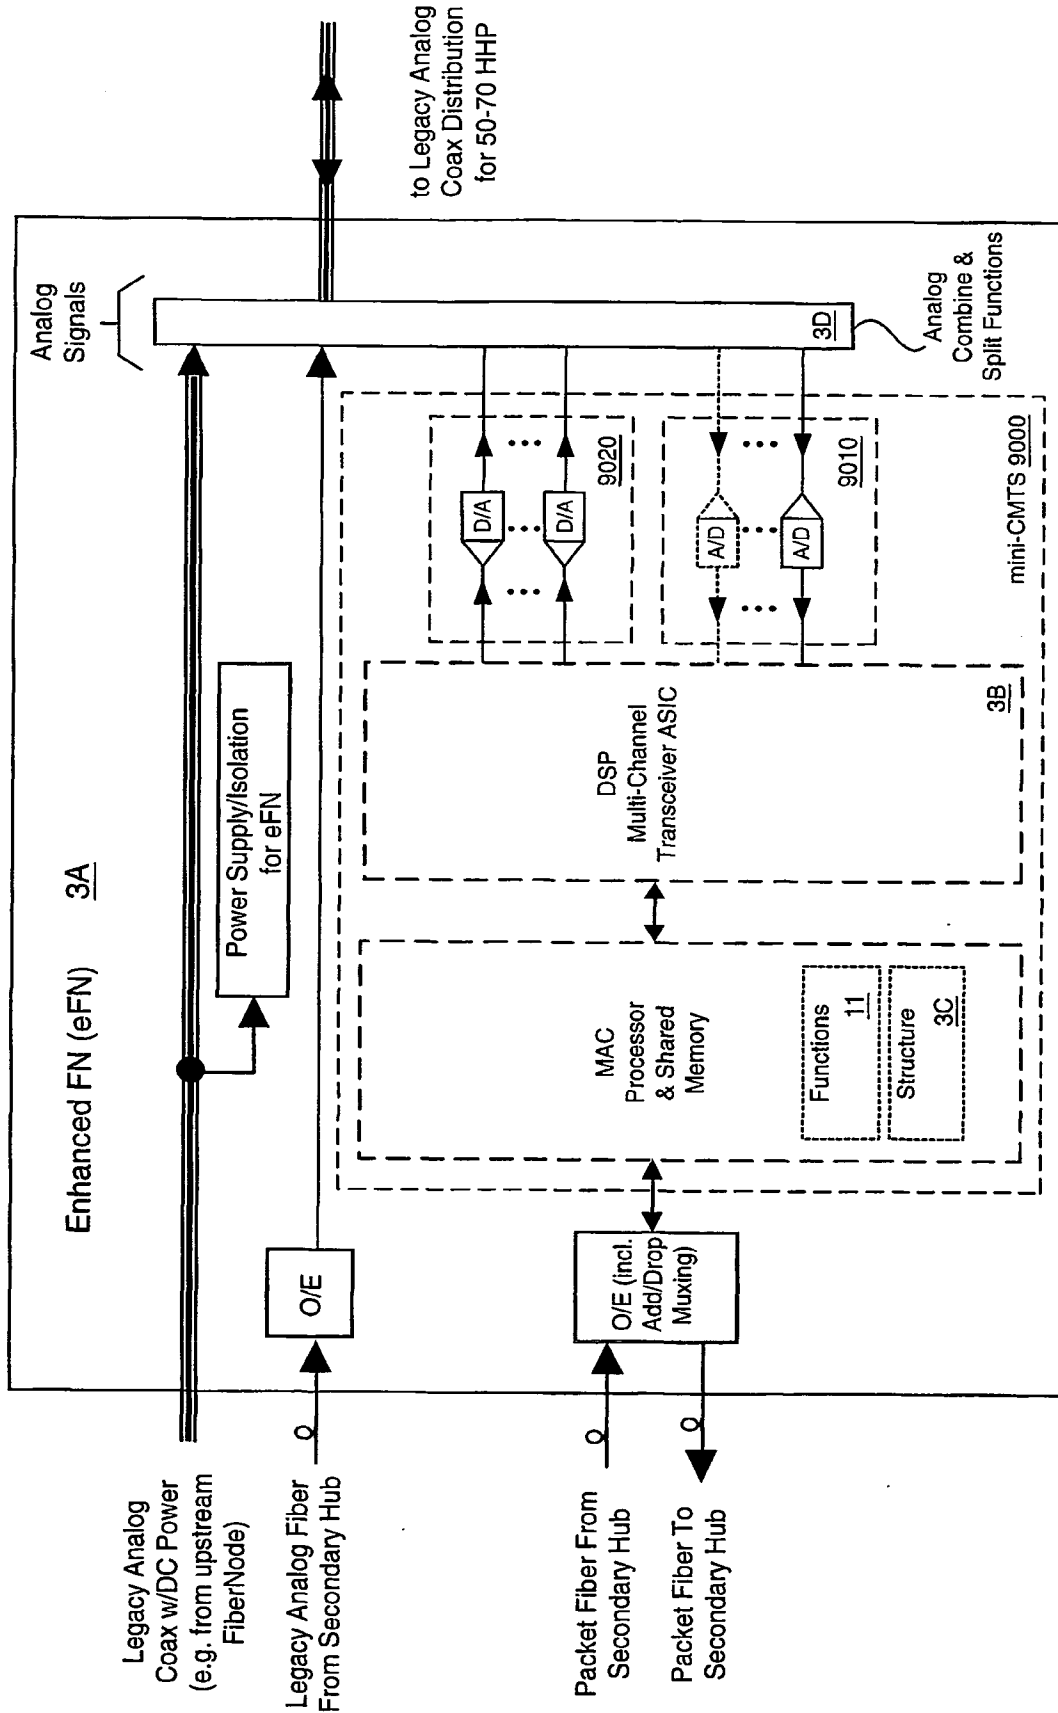 Enhanced FN (eFN)
3A
Legacy Analog
Coax w/DC Power
(e.g. from upstream
FiberNode)
Legacy Analog Fiber
From Secondary Hub
Packet Fiber From
Secondary Hub
Packet Fiber To
Secondary Hub
O/E
O/E (incl.
Add/Drop
Muxing)
Power Supply/Isolation
for eFN
MAC
Processor
& Shared
Memory
Functions
11
Structure
3C
DSP
Multi-Channel
Transceiver ASIC
3B
D/A
D/A
9020
A/D
A/D
9010
mini-CMTS 9000
Analog
Signals
3D
Analog
Combine &
Split Functions
to Legacy Analog
Coax Distribution
for 50-70 HHP